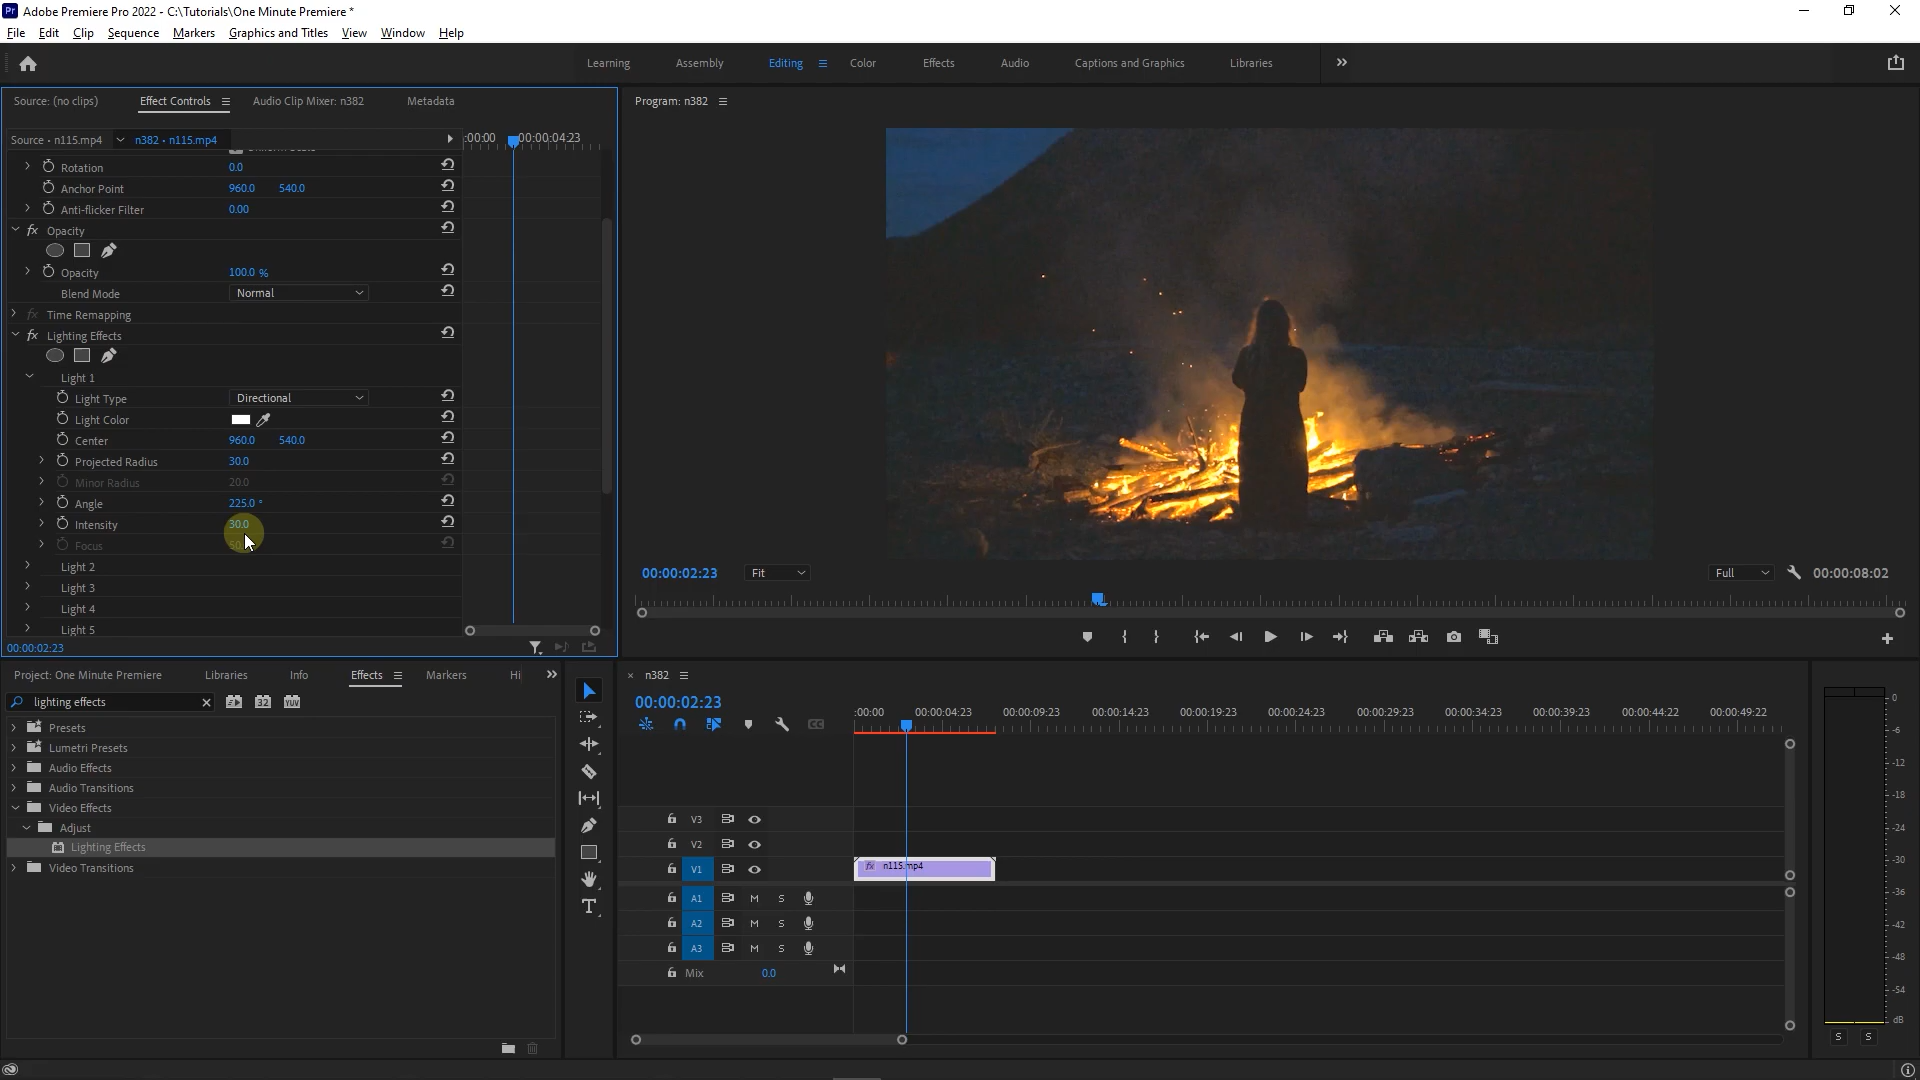 Pr Adobe Premiere Pro 2022 - C:\Tutorials\One Minute Premiere *
File Edit Clip Sequence Markers Graphics and Titles View Window Help
Learning Assembly Editing Color Effects Audio Captions and Graphics Libraries
Source: (no clips) Effect Controls Audio Clip Mixer: n382 Metadata
Program: n382
Source • n115.mp4 n382 • n115.mp4 :00:00 00:00:04:23
Rotation 0.0
Anchor Point 960.0 540.0
Anti-flicker Filter 0.00
fx Opacity
Opacity 100.0 %
Blend Mode Normal
fx Time Remapping
fx Lighting Effects
Light 1
Light Type Directional
Light Color
Center 960.0 540.0
Projected Radius 30.0
Minor Radius 20.0
Angle 225.0 °
Intensity 30.0
Focus
Light 2
Light 3
Light 4
Light 5
00:00:02:23
00:00:02:23 Fit Full 00:00:08:02
Project: One Minute Premiere Libraries Info Effects Markers Hi
lighting effects 32 YUV
Presets
Lumetri Presets
Audio Effects
Audio Transitions
Video Effects
Adjust
Lighting Effects
Video Transitions
T
× n382
00:00:02:23
CC
:00:00 00:00:04:23 00:00:09:23 00:00:14:23 00:00:19:23 00:00:24:23 00:00:29:23 00:00:34:23 00:00:39:23 00:00:44:22 00:00:49:22
V3
V2
V1 fx n115.mp4
A1 M S
A2 M S
A3 M S
Mix 0.0
0
-6
-12
-18
-24
-30
-36
-42
-48
-54
dB
S S